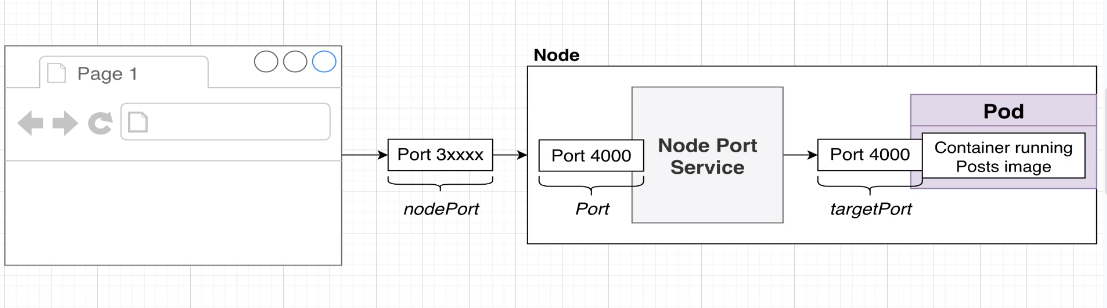 Node
Page 1
Pod
Port 3xxxx
Port 4000
Node Port
Service
Port 4000
Container running
Posts image
nodePort
Port
targetPort